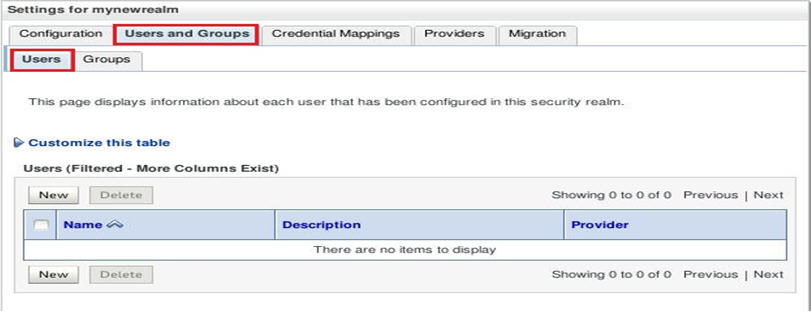 Settings for mynewrealm
Configuration Users and Groups Credential Mappings Providers Migration
Users Groups
This page displays information about each user that has been configured in this security realm.
Customize this table
Users (Filtered - More Columns Exist)
New Delete Showing 0 to 0 of 0 Previous | Next
Name Description Provider
There are no items to display
New Delete Showing 0 to 0 of 0 Previous | Next